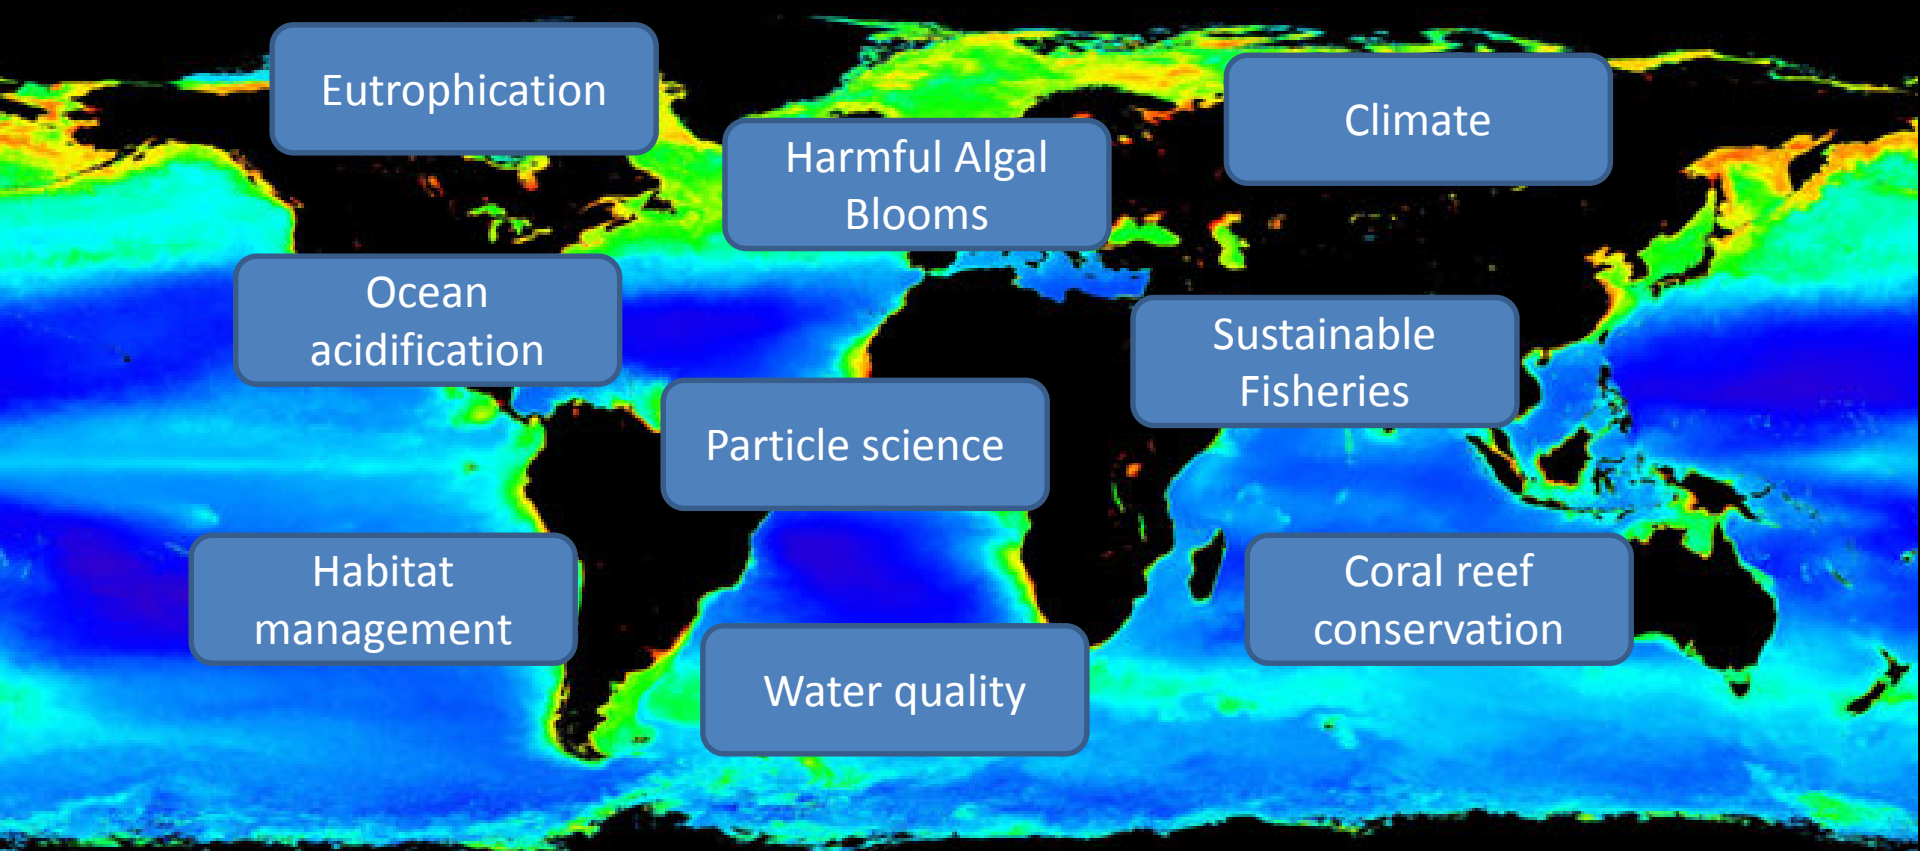 Eutrophication
Climate
Harmful Algal
Blooms
Ocean
acidification
Sustainable
Fisheries
Particle science
Habitat
management
Coral reef
conservation
Water quality